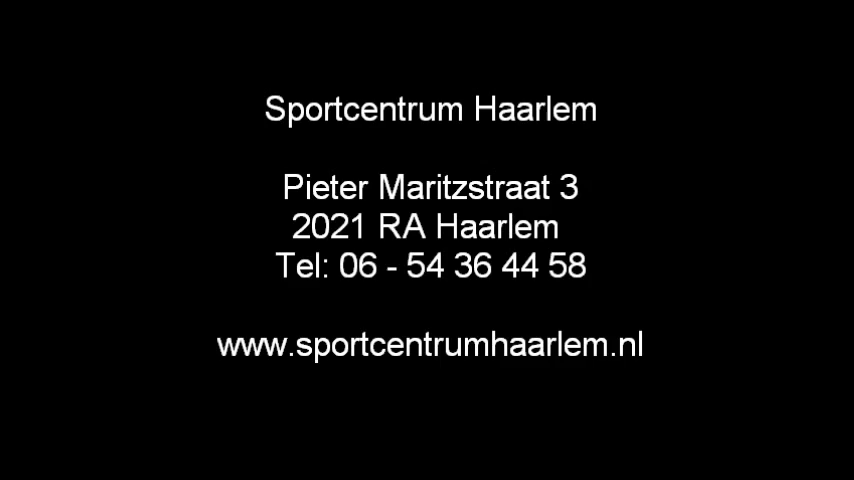 Sportcentrum Haarlem
Pieter Maritzstraat 3
2021 RA Haarlem
Tel: 06 - 54 36 44 58
www.sportcentrumhaarlem.nl